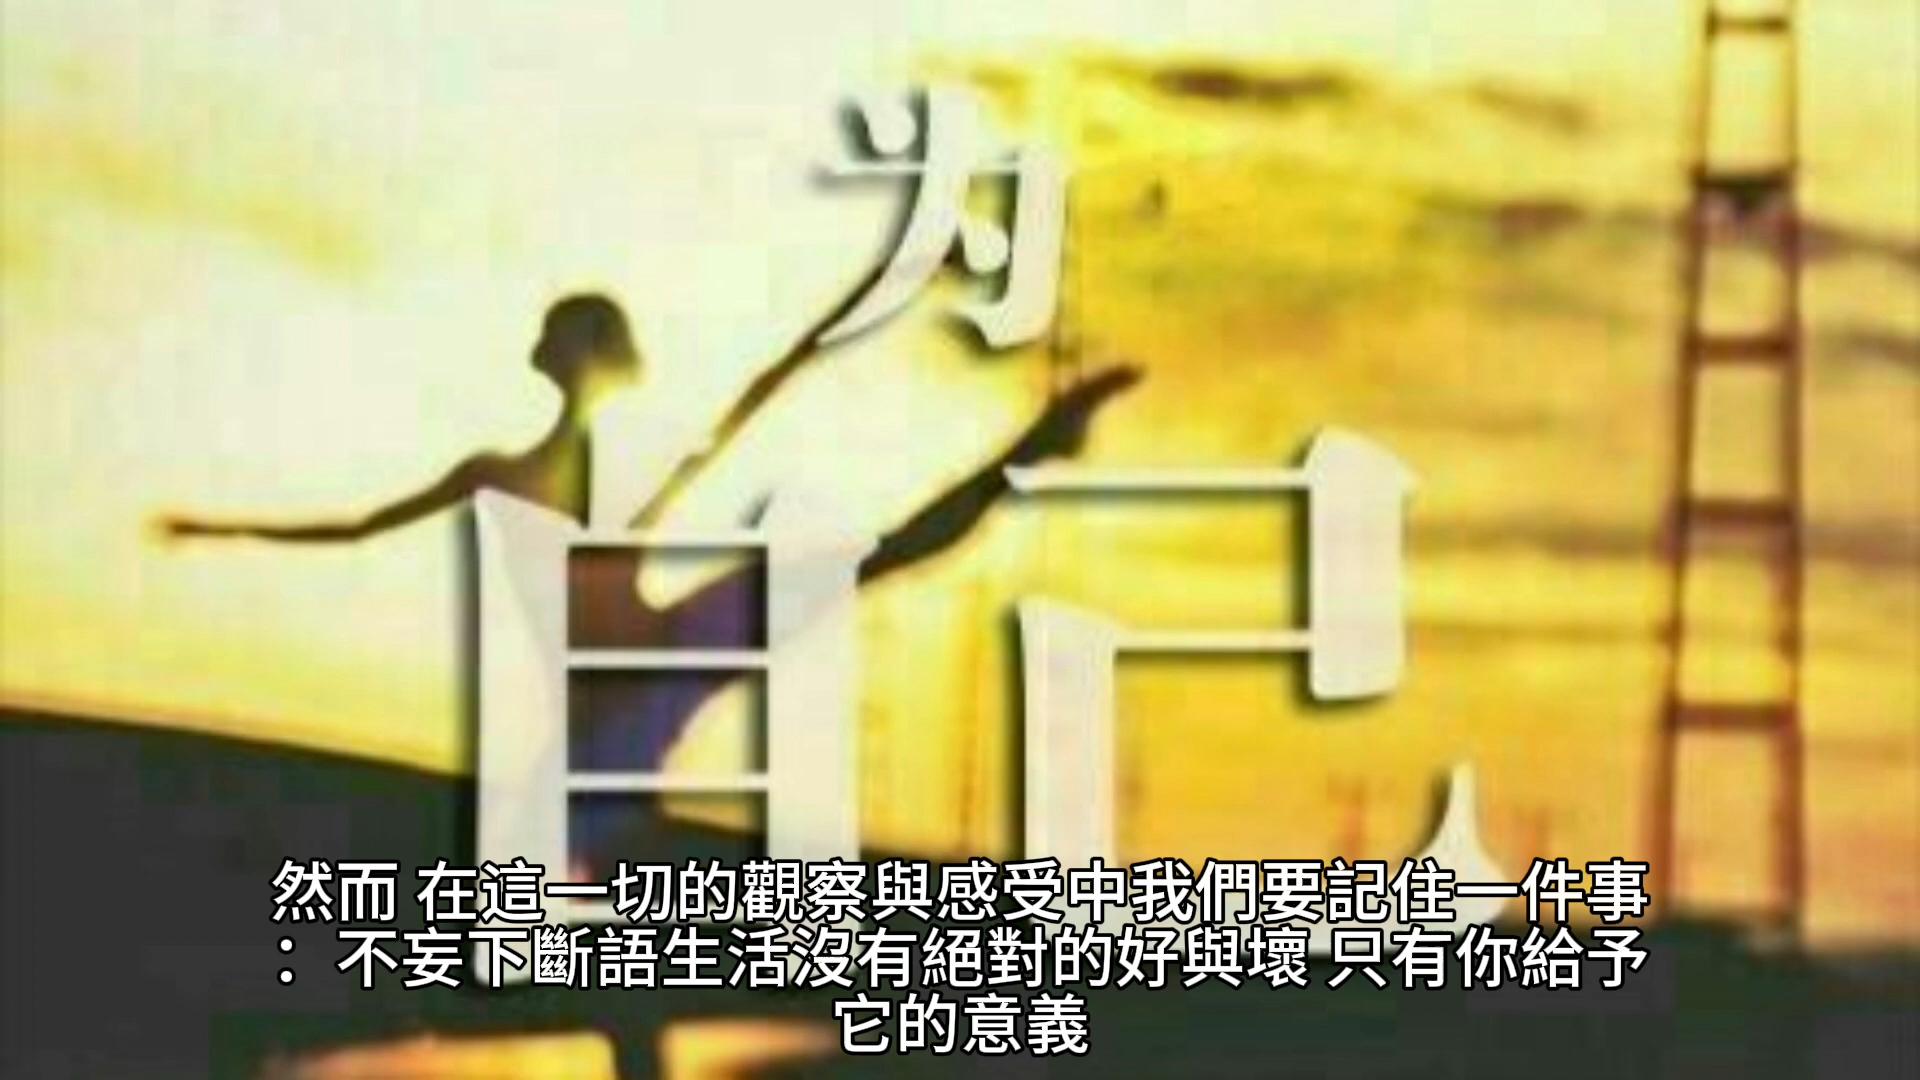 为
自己
然而 在這一切的觀察與感受中我們要記住一件事
：不妄下斷語生活沒有絕對的好與壞 只有你給予
它的意義